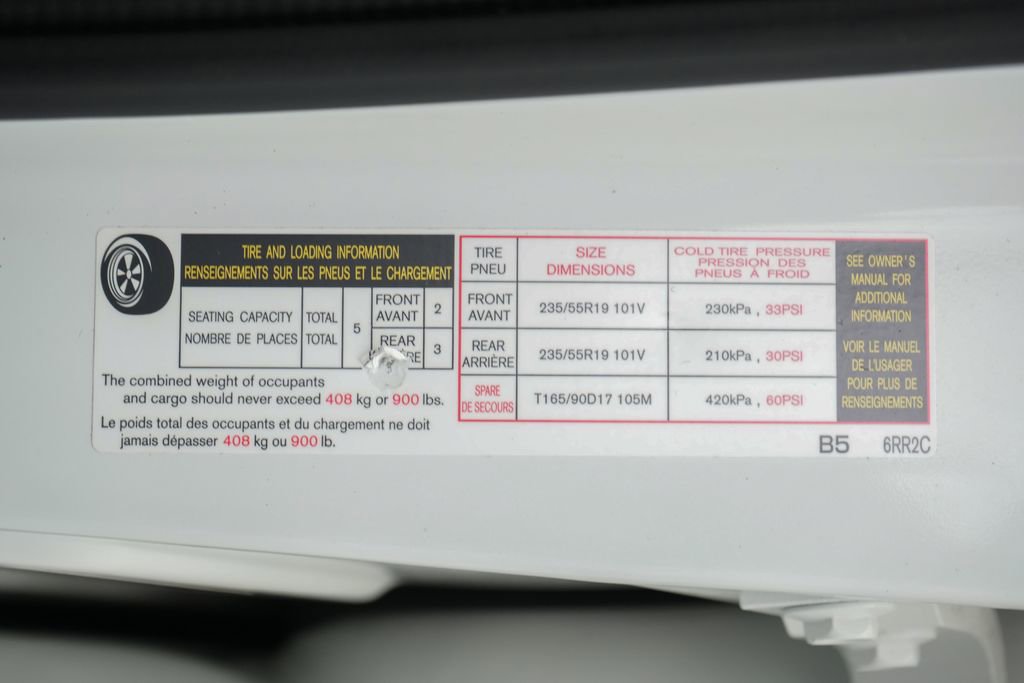 TIRE AND LOADING INFORMATION
RENSEIGNEMENTS SUR LES PNEUS ET LE CHARGEMENT
SEATING CAPACITY
NOMBRE DE PLACES
TOTAL
TOTAL
5
FRONT
AVANT
2
REAR
3
The combined weight of occupants
and cargo should never exceed 408 kg or 900 lbs.
Le poids total des occupants et du chargement ne doit
jamais dépasser 408 kg ou 900 lb.
TIRE
PNEU
SIZE
DIMENSIONS
COLD TIRE PRESSURE
PRESSION DES
PNEUS À FROID
FRONT
AVANT
235/55R19 101V
230kPa , 33PSI
REAR
ARRIÈRE
235/55R19 101V
210kPa , 30PSI
SPARE
DE SECOURS
T165/90D17 105M
420kPa , 60PSI
SEE OWNER'S
MANUAL FOR
ADDITIONAL
INFORMATION
VOIR LE MANUEL
DE L'USAGER
POUR PLUS DE
RENSEIGNEMENTS
B5 6RR2C